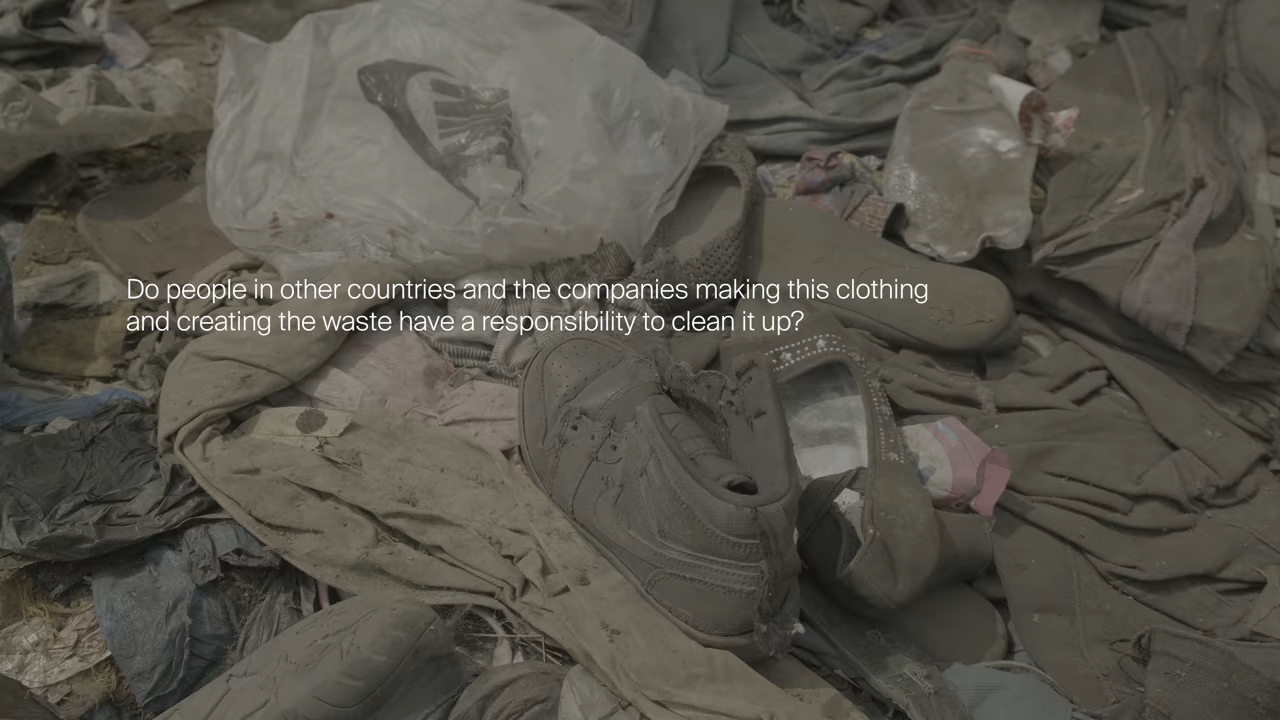 Do people in other countries and the companies making this clothing
and creating the waste have a responsibility to clean it up?